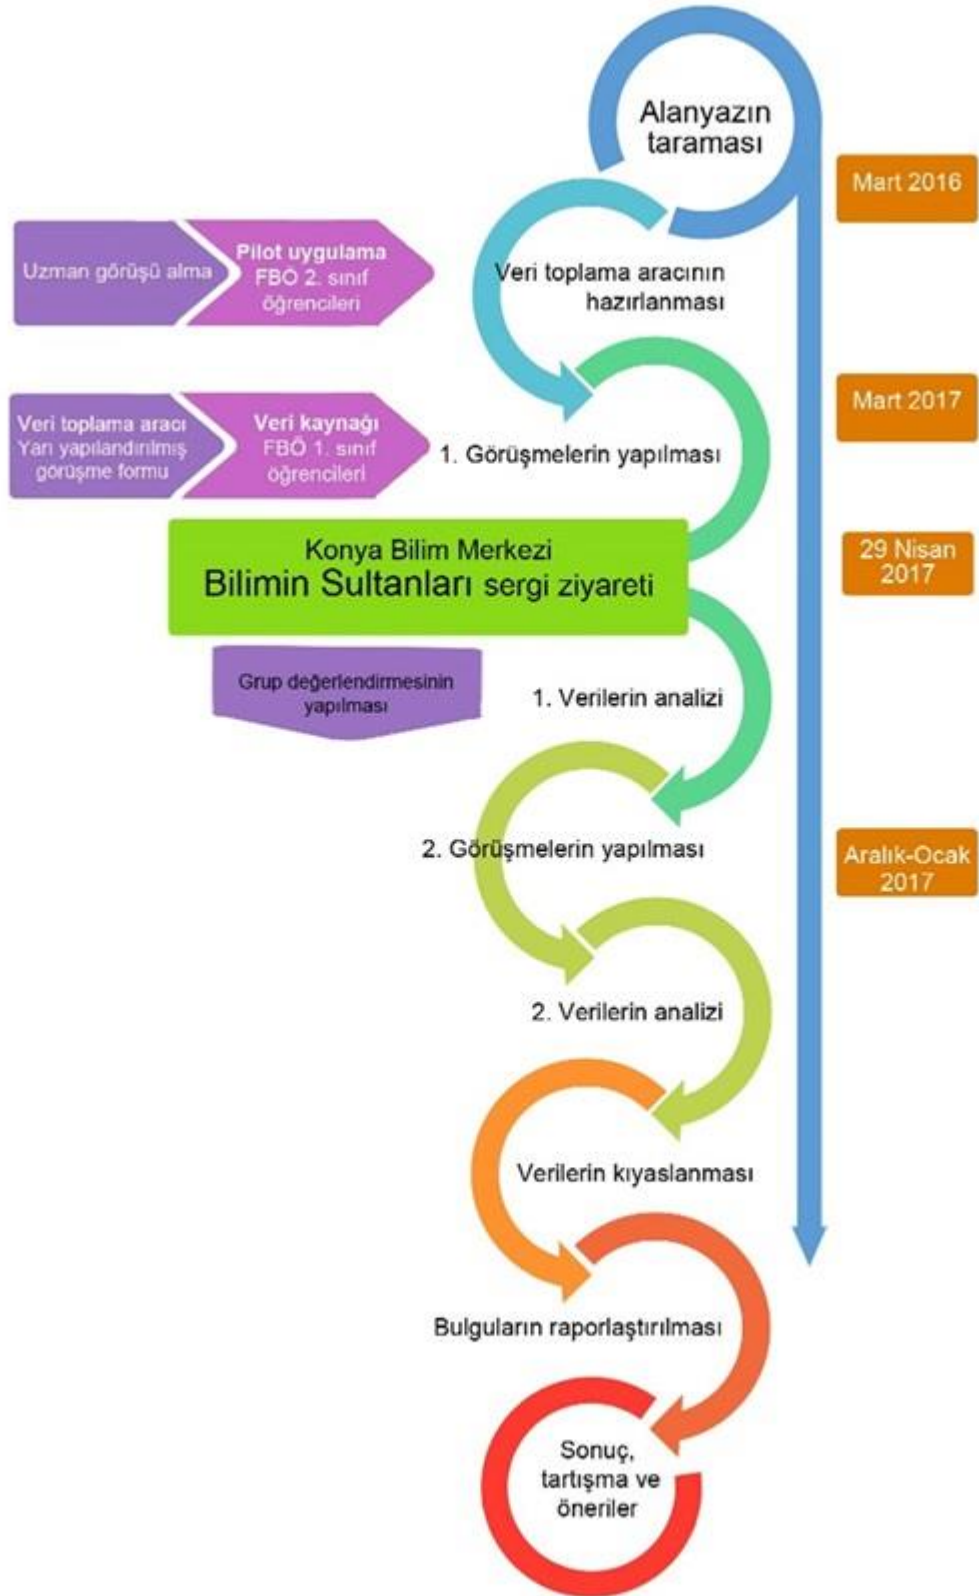 Alanyazın
taraması
Mart 2016
Uzman görüşü alma
Pilot uygulama
FBÖ 2. sınıf
öğrencileri
Veri toplama aracının
hazırlanması
Mart 2017
Veri toplama aracı
Yarı yapılandırılmış
görüşme formu
Veri kaynağı
FBÖ 1. sınıf
öğrencileri
1. Görüşmelerin yapılması
Konya Bilim Merkezi
Bilimin Sultanları sergi ziyareti
29 Nisan
2017
Grup değerlendirmesinin
yapılması
1. Verilerin analizi
2. Görüşmelerin yapılması
Aralık-Ocak
2017
2. Verilerin analizi
Verilerin kıyaslanması
Bulguların raporlaştırılması
Sonuç,
tartışma ve
öneriler